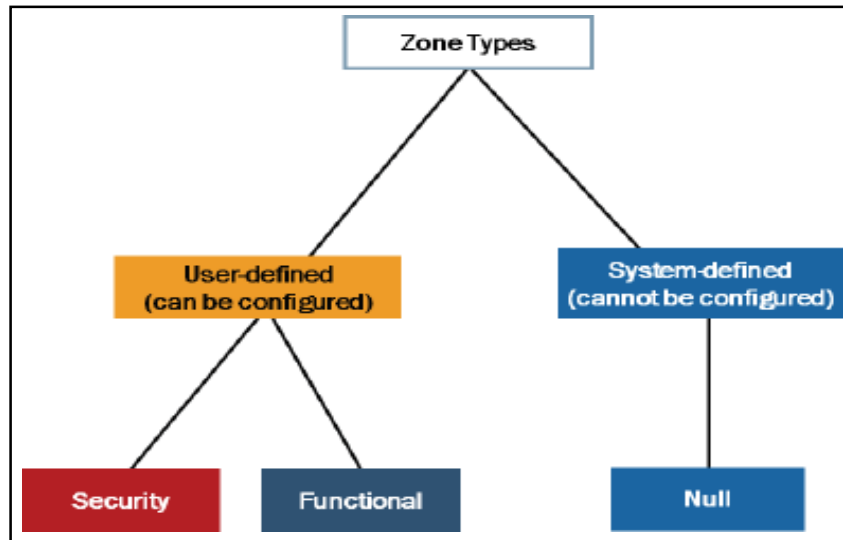 Zone Types
User-defined
(can be configured)
System-defined
(cannot be configured)
Security
Functional
Null